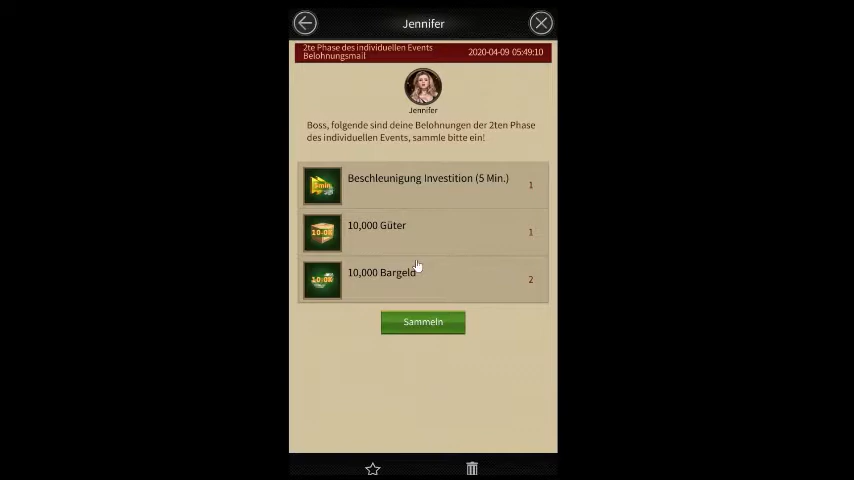 Jennifer
2te Phase des individuellen Events
Belohnungsmail
2020-04-09 05:49:10
Jennifer
Boss, folgende sind deine Belohnungen der 2ten Phase
des individuellen Events, sammle bitte ein!
Beschleunigung Investition (5 Min.)
1
10,000 Güter
1
10,000 Bargeld
2
Sammeln